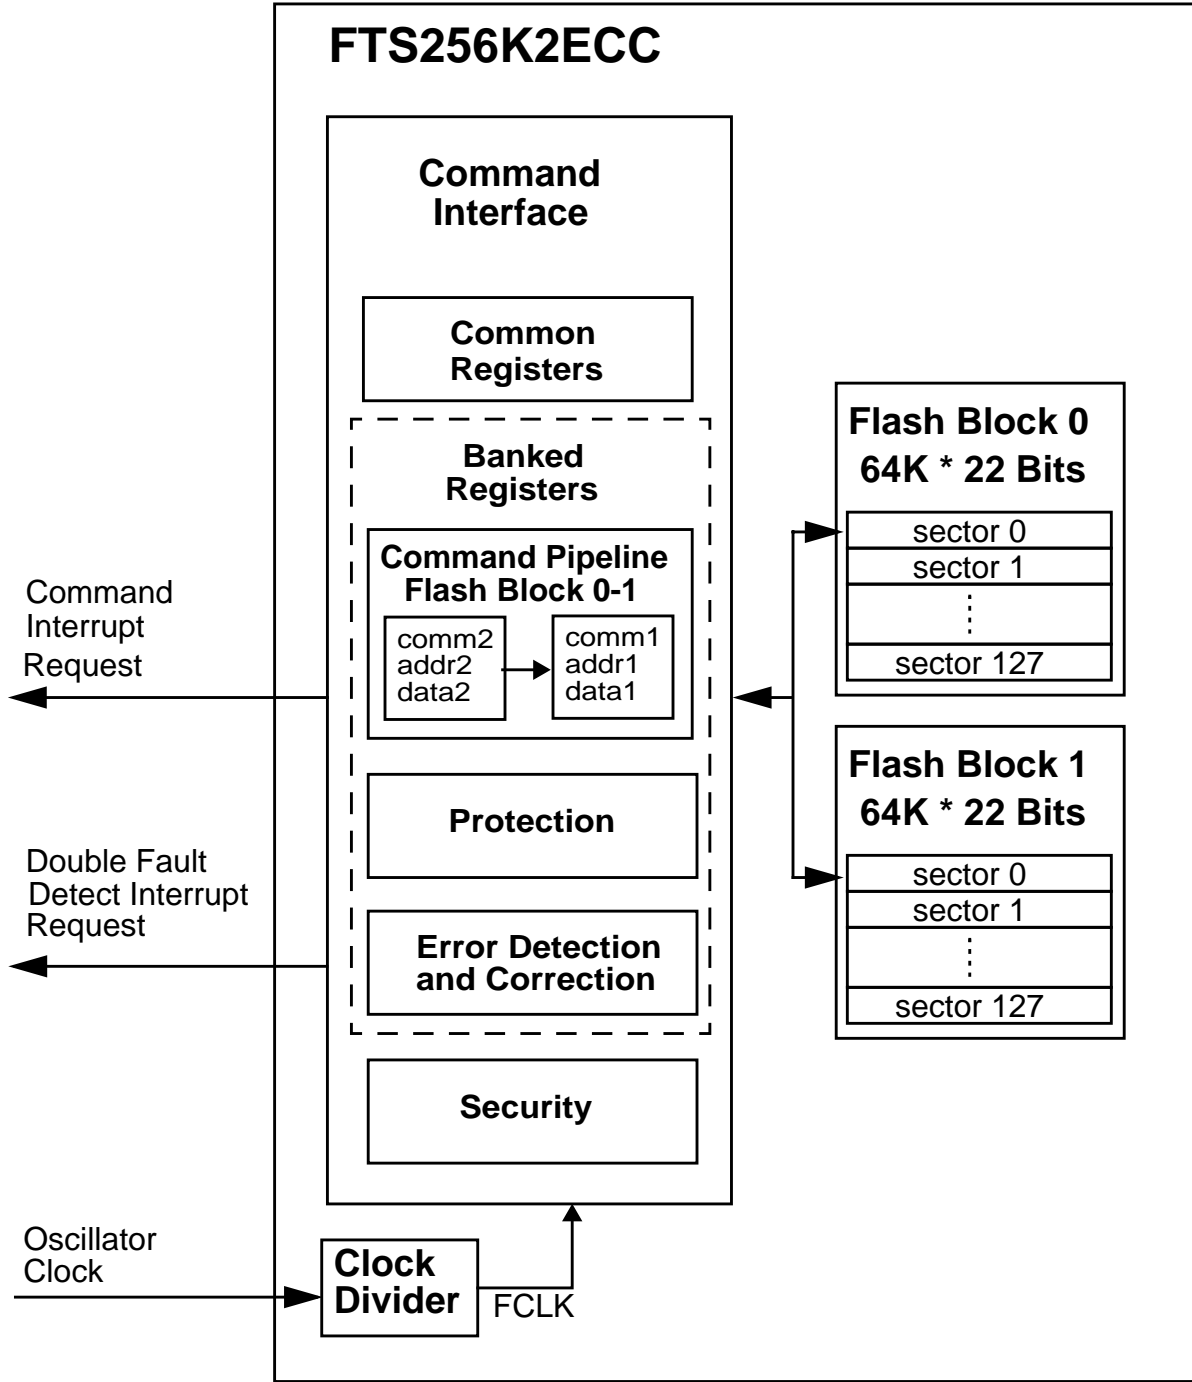 FTS256K2ECC
Command
Interface
Common
Registers
Banked
Registers
Command Pipeline
Flash Block 0-1
comm2
addr2
data2
comm1
addr1
data1
Protection
Error Detection
and Correction
Security
Command
Interrupt
Request
Double Fault
Detect Interrupt
Request
Oscillator
Clock
Clock
Divider
FCLK
Flash Block 0
64K * 22 Bits
sector 0
sector 1
sector 127
Flash Block 1
64K * 22 Bits
sector 0
sector 1
sector 127